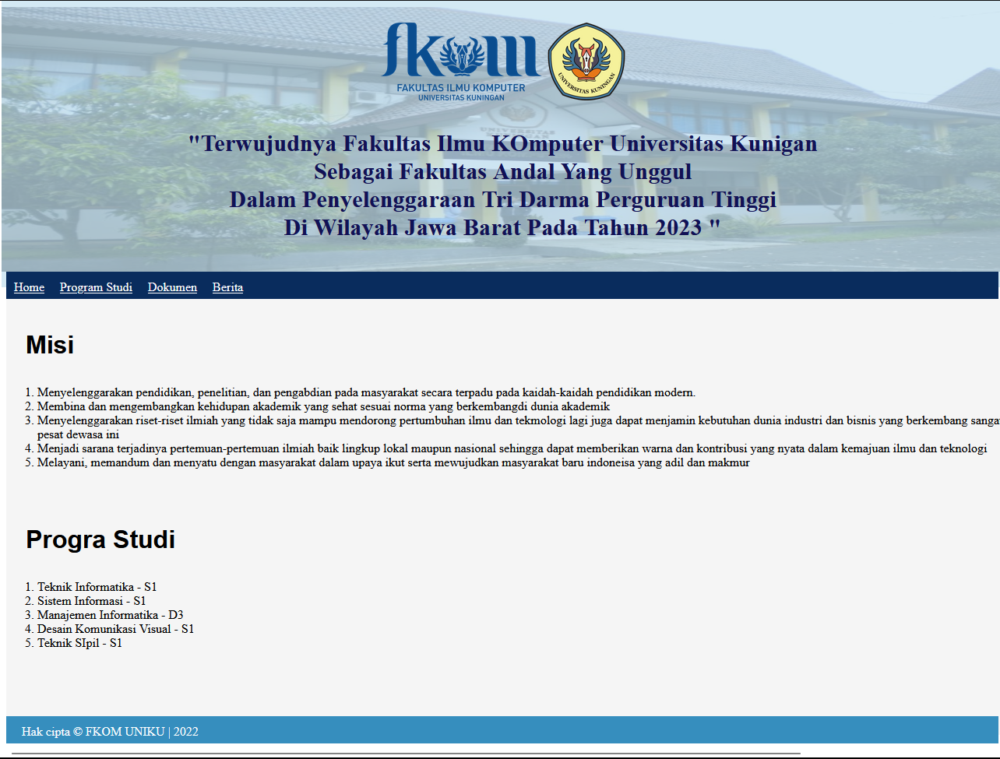 fkom
FAKULTAS ILMU KOMPUTER
UNIVERSITAS KUNINGAN
UNIVERSITAS KUNINGAN
UNIVERSITAS
"Terwujudnya Fakultas Ilmu KOmputer Universitas Kunigan
Sebagai Fakultas Andal Yang Unggul
Dalam Penyelenggaraan Tri Darma Perguruan Tinggi
Di Wilayah Jawa Barat Pada Tahun 2023 "
Home Program Studi Dokumen Berita
Misi
1. Menyelenggarakan pendidikan, penelitian, dan pengabdian pada masyarakat secara terpadu pada kaidah-kaidah pendidikan modern.
2. Membina dan mengembangkan kehidupan akademik yang sehat sesuai norma yang berkembangdi dunia akademik
3. Menyelenggarakan riset-riset ilmiah yang tidak saja mampu mendorong pertumbuhan ilmu dan tekmologi lagi juga dapat menjamin kebutuhan dunia industri dan bisnis yang berkembang sanga
pesat dewasa ini
4. Menjadi sarana terjadinya pertemuan-pertemuan ilmiah baik lingkup lokal maupun nasional sehingga dapat memberikan warna dan kontribusi yang nyata dalam kemajuan ilmu dan teknologi
5. Melayani, memandum dan menyatu dengan masyarakat dalam upaya ikut serta mewujudkan masyarakat baru indoneisa yang adil dan makmur
Progra Studi
1. Teknik Informatika - S1
2. Sistem Informasi - S1
3. Manajemen Informatika - D3
4. Desain Komunikasi Visual - S1
5. Teknik SIpil - S1
Hak cipta © FKOM UNIKU | 2022